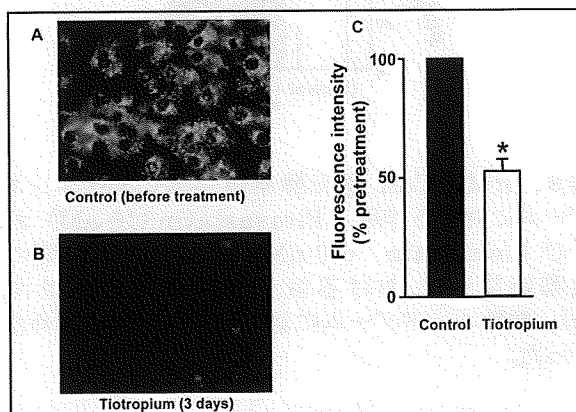 A
Control (before treatment)
B
Tiotropium (3 days)
C
Fluorescence intensity
(% pretreatment)
100
50
0
*
Control Tiotropium